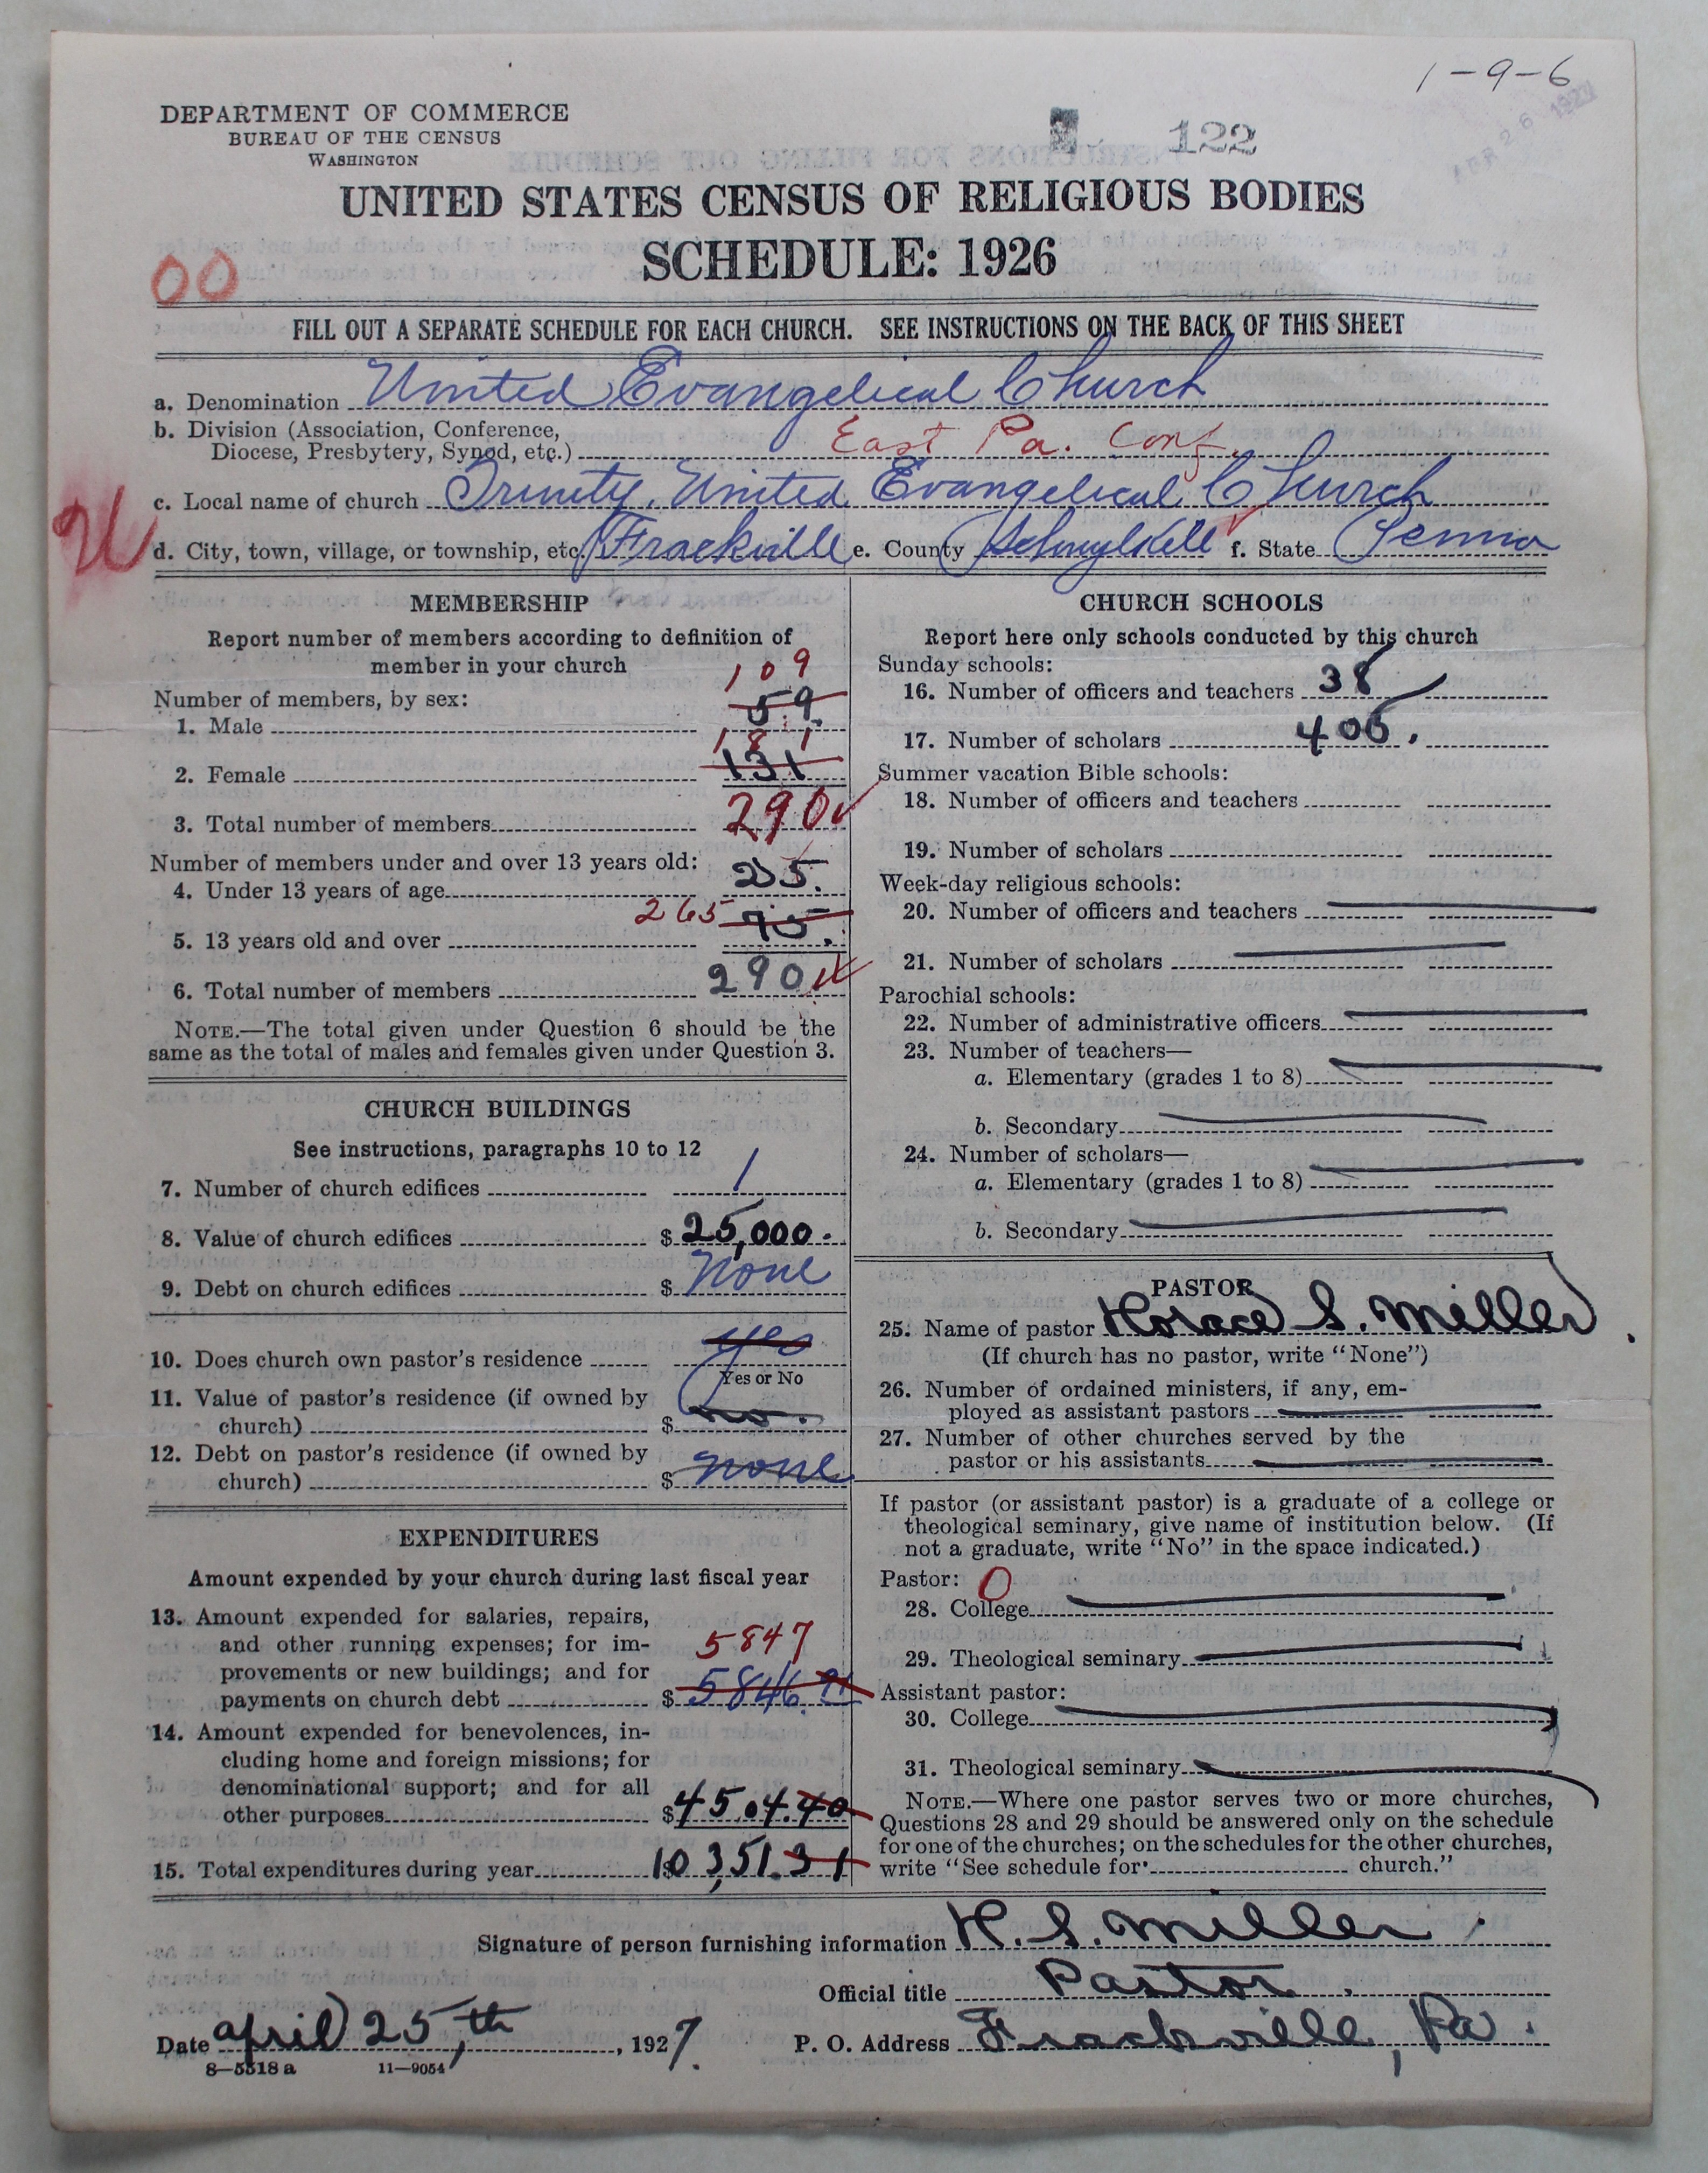 1-9-6
DEPARTMENT OF COMMERCE
BUREAU OF THE CENSUS
WASHINGTON
122
APR 26 1927
UNITED STATES CENSUS OF RELIGIOUS BODIES
SCHEDULE: 1926
00
FILL OUT A SEPARATE SCHEDULE FOR EACH CHURCH. SEE INSTRUCTIONS ON THE BACK OF THIS SHEET
a. Denomination United Evangelical Church
b. Division (Association, Conference,
Diocese, Presbytery, Synod, etc.) East Pa. Conf.
c. Local name of church Trinity United Evangelical Church
d. City, town, village, or township, etc. Frackville e. County Schuylkill f. State Penna
MEMBERSHIP
Report number of members according to definition of
member in your church
109
Number of members, by sex:
1. Male 59.
181
2. Female 131
3. Total number of members 290
Number of members under and over 13 years old:
4. Under 13 years of age 25.
5. 13 years old and over 265 75.
6. Total number of members 290
NOTE.—The total given under Question 6 should be the
same as the total of males and females given under Question 3.
CHURCH BUILDINGS
See instructions, paragraphs 10 to 12
7. Number of church edifices 1
8. Value of church edifices $ 25,000.
9. Debt on church edifices $ None
10. Does church own pastor's residence yes
Yes or No
11. Value of pastor's residence (if owned by
church) $ no.
12. Debt on pastor's residence (if owned by
church) $ none
EXPENDITURES
Amount expended by your church during last fiscal year
13. Amount expended for salaries, repairs,
and other running expenses; for im-
5847
provements or new buildings; and for
payments on church debt $ 5846.91
14. Amount expended for benevolences, in-
cluding home and foreign missions; for
denominational support; and for all
other purposes $ 4504.40
15. Total expenditures during year $ 10,351.31
CHURCH SCHOOLS
Report here only schools conducted by this church
Sunday schools:
16. Number of officers and teachers 38
17. Number of scholars 405.
Summer vacation Bible schools:
18. Number of officers and teachers
19. Number of scholars
Week-day religious schools:
20. Number of officers and teachers
21. Number of scholars
Parochial schools:
22. Number of administrative officers
23. Number of teachers—
a. Elementary (grades 1 to 8)
b. Secondary
24. Number of scholars—
a. Elementary (grades 1 to 8)
b. Secondary
PASTOR
25. Name of pastor Horace S. Miller.
(If church has no pastor, write "None")
26. Number of ordained ministers, if any, em-
ployed as assistant pastors
27. Number of other churches served by the
pastor or his assistants
If pastor (or assistant pastor) is a graduate of a college or
theological seminary, give name of institution below. (If
not a graduate, write "No" in the space indicated.)
Pastor: 0
28. College
29. Theological seminary
Assistant pastor:
30. College
31. Theological seminary
NOTE.—Where one pastor serves two or more churches,
Questions 28 and 29 should be answered only on the schedule
for one of the churches; on the schedules for the other churches,
write "See schedule for church."
Signature of person furnishing information H. S. Miller.
Official title Pastor.
Date april 25,th, 1927. P. O. Address Frackville, Pa.
8—5518 a 11—9054